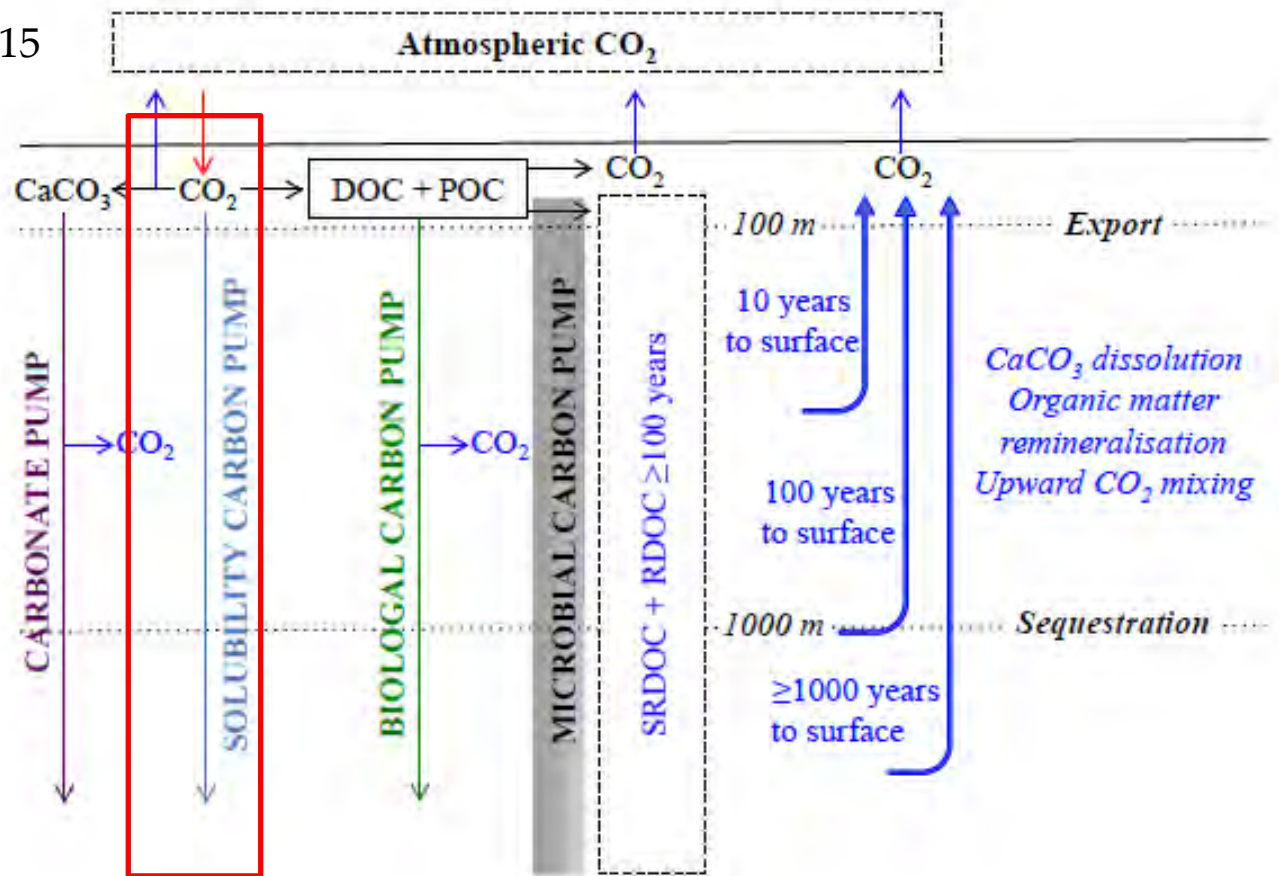 15
Atmospheric CO₂
CaCO₃
CO₂
DOC + POC
CO₂
CO₂
100 m
Export
CARBONATE PUMP
CO₂
SOLUBILITY CARBON PUMP
BIOLOGAL CARBON PUMP
CO₂
MICROBIAL CARBON PUMP
SRDOC + RDOC ≥100 years
10 years
to surface
100 years
to surface
CaCO₃ dissolution
Organic matter
remineralisation
Upward CO₂ mixing
1000 m
Sequestration
≥1000 years
to surface